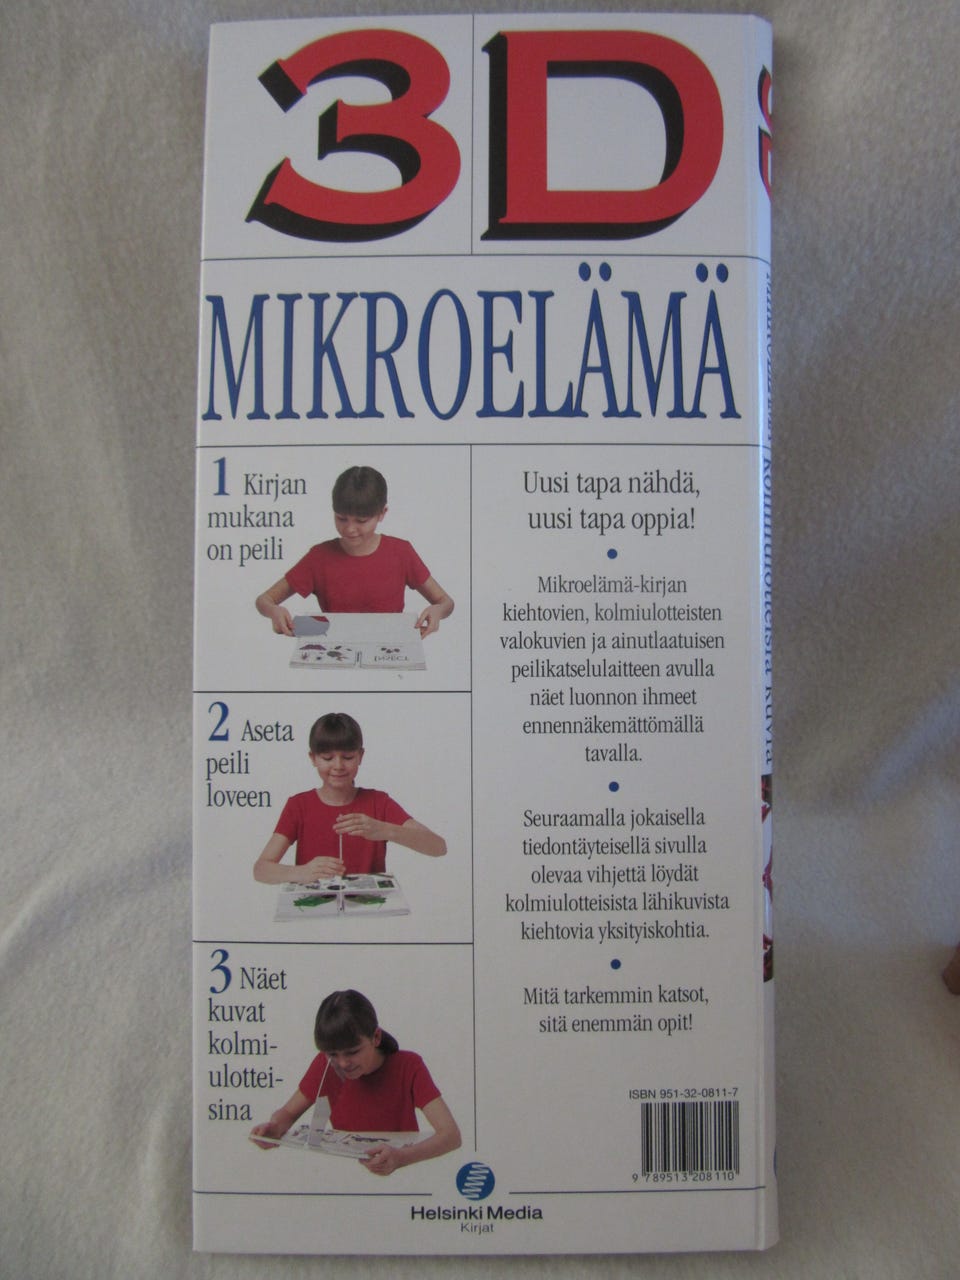 3D
MIKROELÄMÄ
1 Kirjan
mukana
on peili
2 Aseta
peili
loveen
3 Näet
kuvat
kolmi-
ulottei-
sina
Uusi tapa nähdä,
uusi tapa oppia!
•
Mikroelämä-kirjan
kiehtovien, kolmiulotteisten
valokuvien ja ainutlaatuisen
peilikatselulaitteen avulla
näet luonnon ihmeet
ennennäkemättömällä
tavalla.
•
Seuraamalla jokaisella
tiedontäyteisellä sivulla
olevaa vihjettä löydät
kolmiulotteisista lähikuvista
kiehtovia yksityiskohtia.
•
Mitä tarkemmin katsot,
sitä enemmän opit!
ISBN 951-32-0811-7
9 789513 208110
Helsinki Media
Kirjat
3D
kolmiulotteisia kuvia